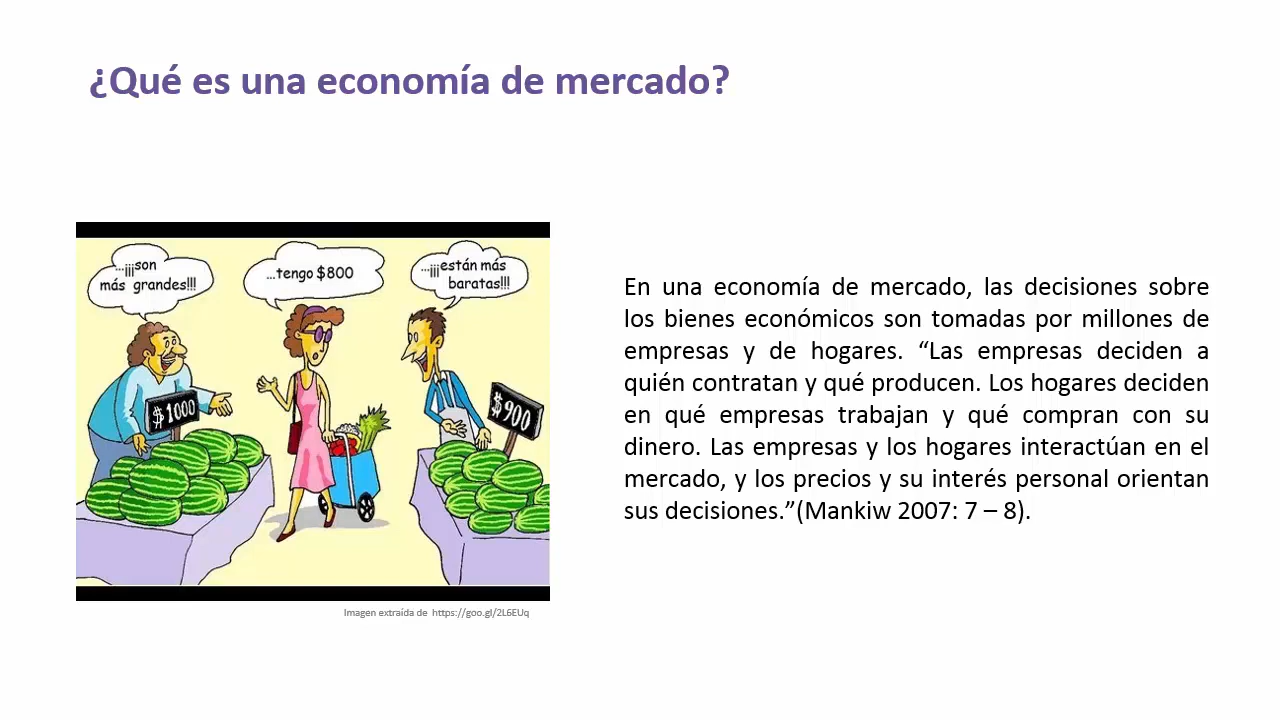 ¿Qué es una economía de mercado?
...¡¡¡son
más grandes!!!
...tengo $800
...¡¡¡están más
baratas!!!
$1000
$900
Imagen extraída de https://goo.gl/2L6EUq
En una economía de mercado, las decisiones sobre
los bienes económicos son tomadas por millones de
empresas y de hogares. “Las empresas deciden a
quién contratan y qué producen. Los hogares deciden
en qué empresas trabajan y qué compran con su
dinero. Las empresas y los hogares interactúan en el
mercado, y los precios y su interés personal orientan
sus decisiones.”(Mankiw 2007: 7 – 8).